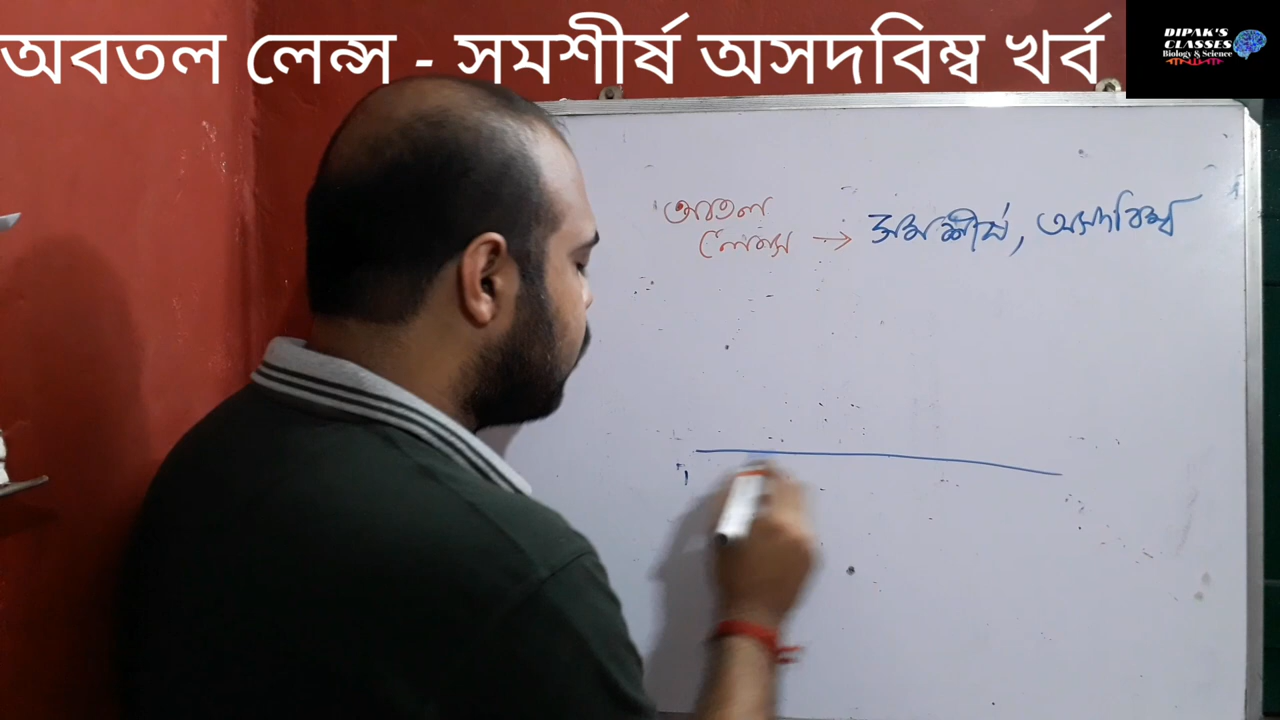 অবতল লেন্স - সমশীর্ষ অসদবিম্ব খর্ব
DIPAK'S
CLASSES
Biology & Science
অবতল
লেন্স → সমশীর্ষ, অসদবিম্ব